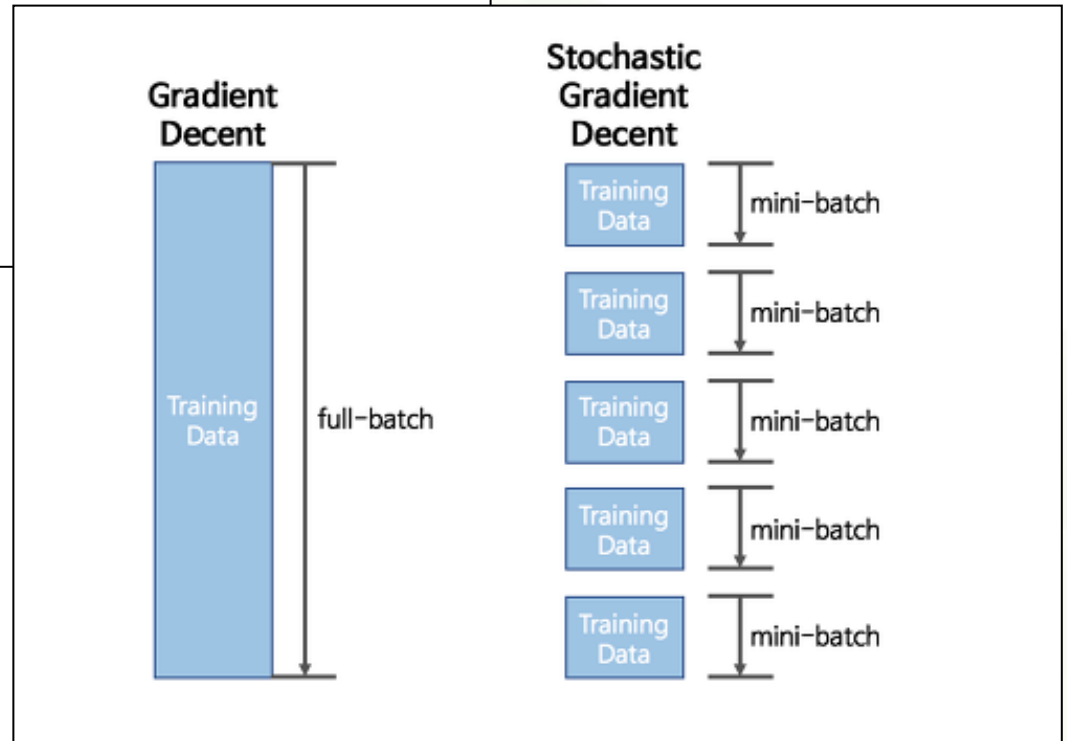 Gradient
Decent
Training
Data
full-batch
Stochastic
Gradient
Decent
Training
Data
mini-batch
Training
Data
mini-batch
Training
Data
mini-batch
Training
Data
mini-batch
Training
Data
mini-batch